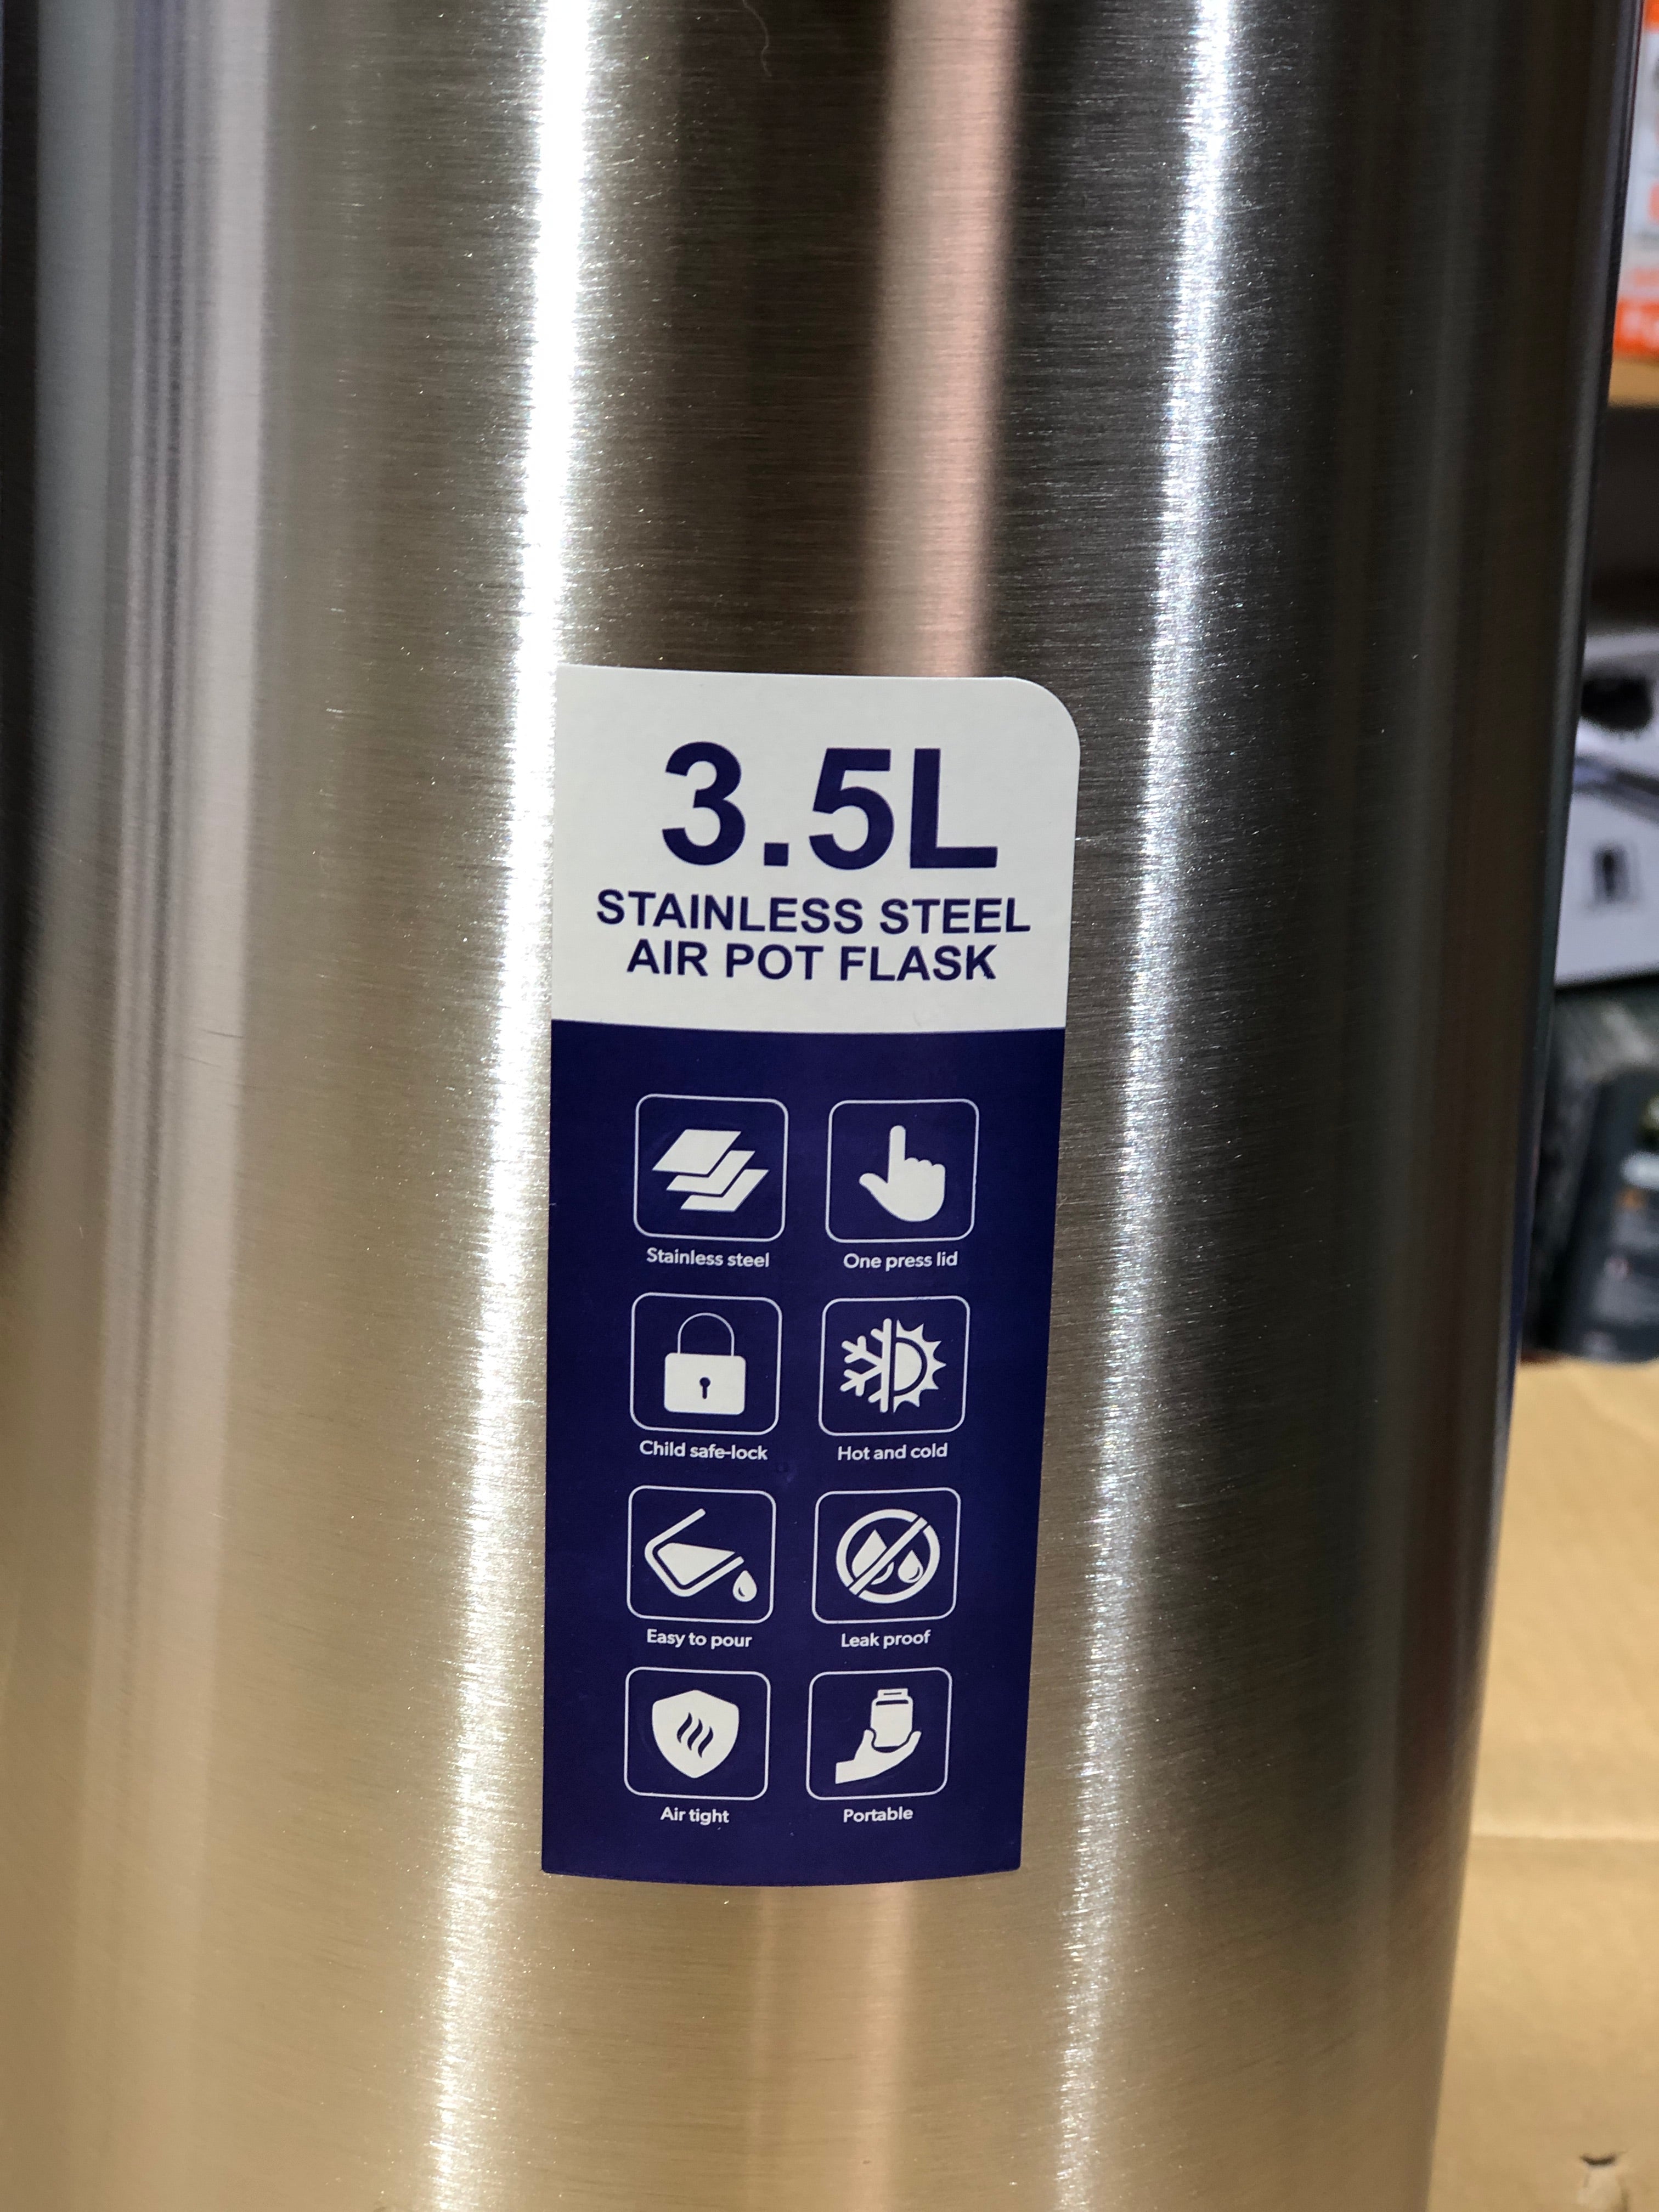 3.5L
STAINLESS STEEL
AIR POT FLASK
Stainless steel
One press lid
Child safe-lock
Hot and cold
Easy to pour
Leak proof
Air tight
Portable